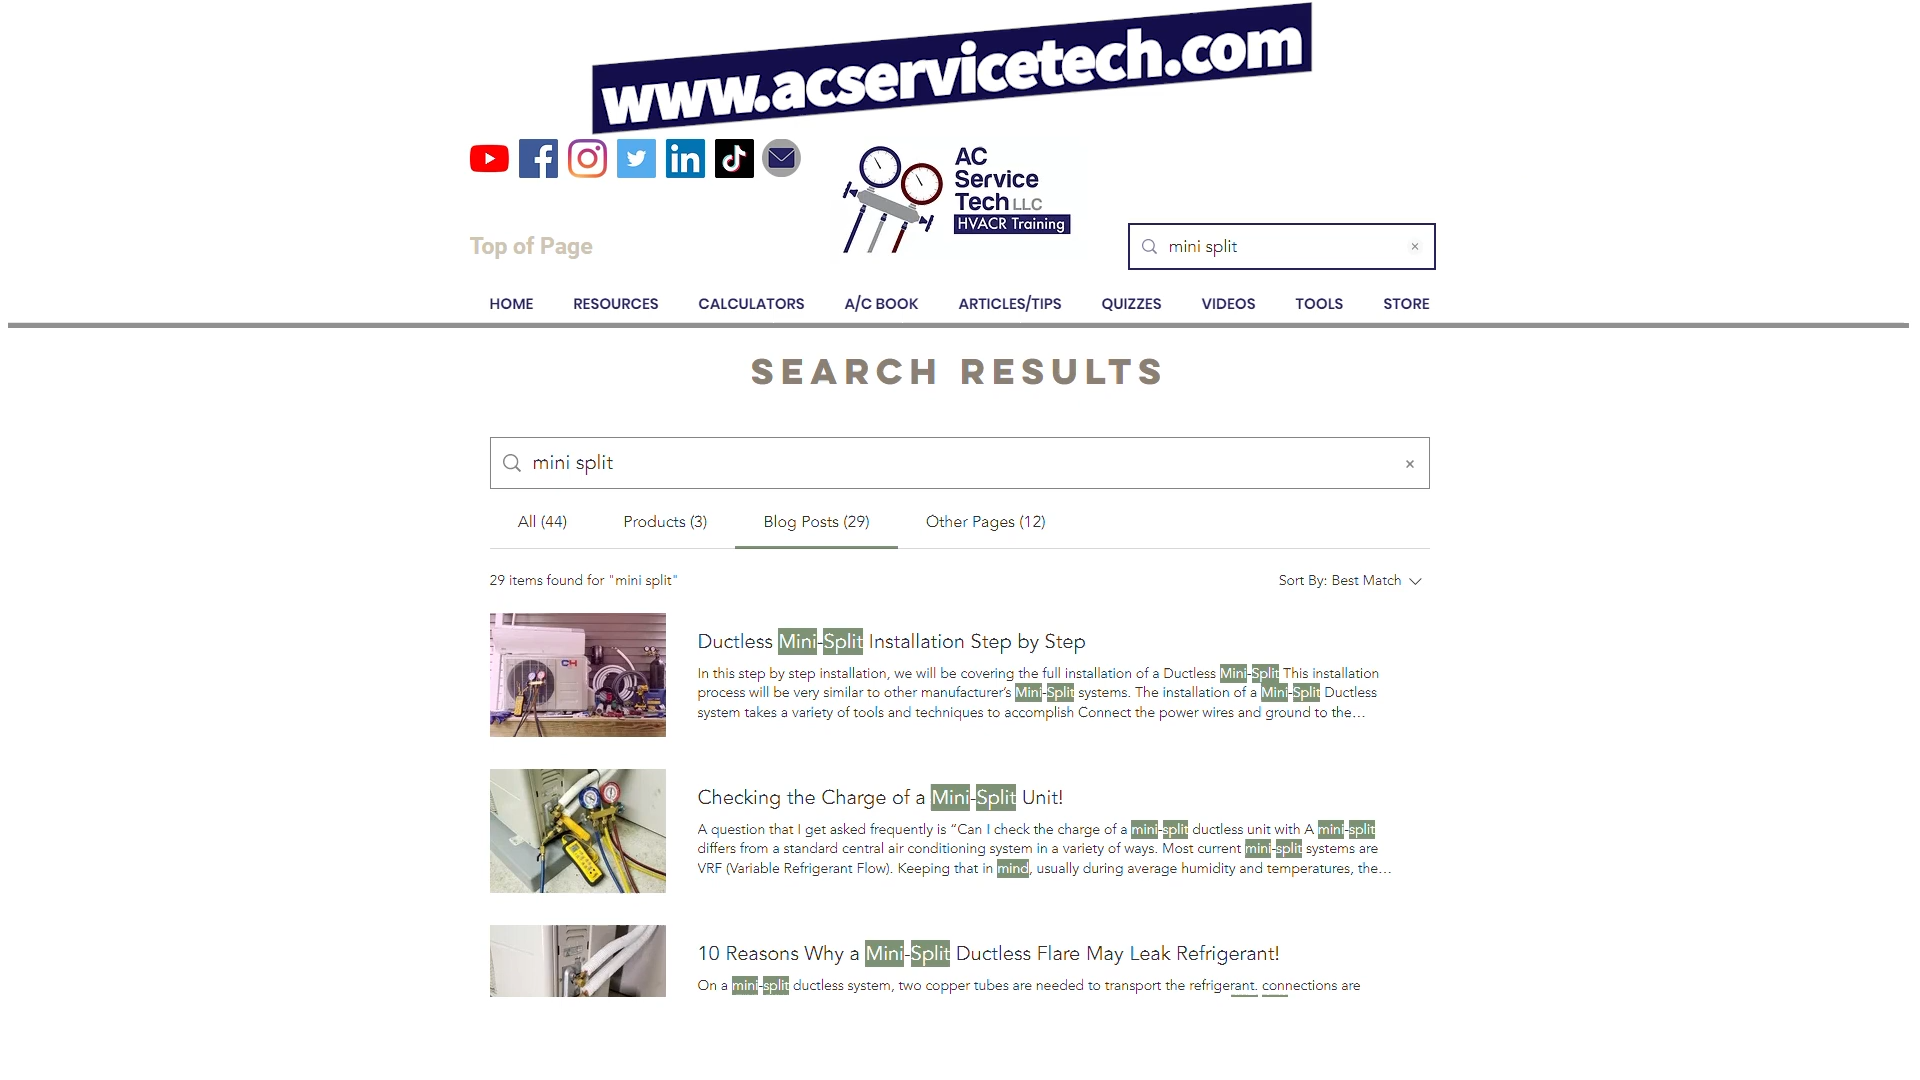 www.acservicetech.com
AC
Service
Tech LLC
HVACR Training
Top of Page
mini split
HOME RESOURCES CALCULATORS A/C BOOK ARTICLES/TIPS QUIZZES VIDEOS TOOLS STORE
SEARCH RESULTS
mini split
All (44) Products (3) Blog Posts (29) Other Pages (12)
29 items found for "mini split" Sort By: Best Match
Ductless Mini-Split Installation Step by Step
In this step by step installation, we will be covering the full installation of a Ductless Mini-Split This installation
process will be very similar to other manufacturer’s Mini-Split systems. The installation of a Mini-Split Ductless
system takes a variety of tools and techniques to accomplish Connect the power wires and ground to the…
Checking the Charge of a Mini-Split Unit!
A question that I get asked frequently is “Can I check the charge of a mini-split ductless unit with A mini-split
differs from a standard central air conditioning system in a variety of ways. Most current mini-split systems are
VRF (Variable Refrigerant Flow). Keeping that in mind, usually during average humidity and temperatures, the…
10 Reasons Why a Mini-Split Ductless Flare May Leak Refrigerant!
On a mini-split ductless system, two copper tubes are needed to transport the refrigerant. connections are